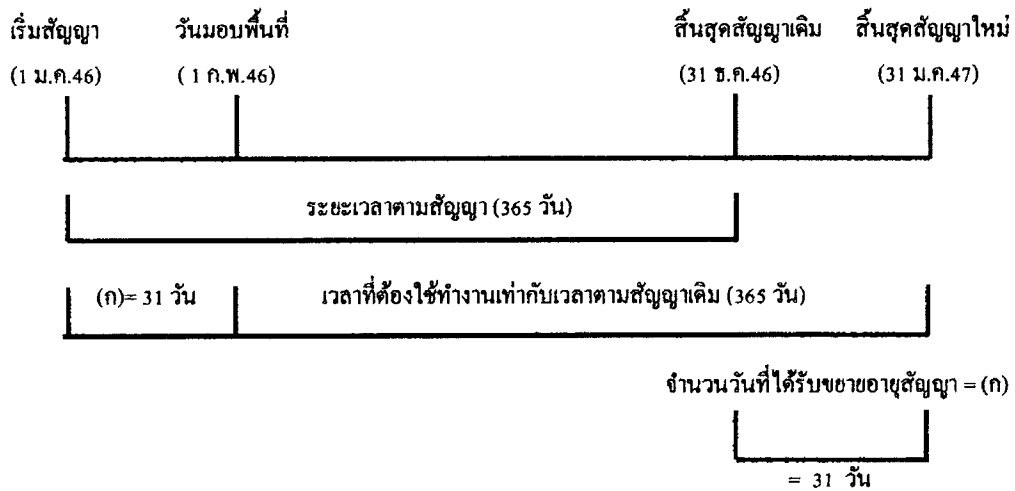 เริ่มสัญญา วันมอบพื้นที่ สิ้นสุดสัญญาเดิม สิ้นสุดสัญญาใหม่
(1 ม.ค.46) ( 1 ก.พ.46) (31 ธ.ค.46) (31 ม.ค.47)
ระยะเวลาตามสัญญา (365 วัน)
(ก)= 31 วัน เวลาที่ต้องใช้ทำงานเท่ากับเวลาตามสัญญาเดิม (365 วัน)
จำนวนวันที่ได้รับขยายอายุสัญญา = (ก)
= 31 วัน